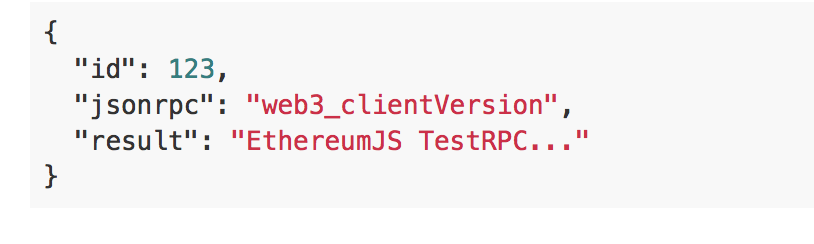 {
"id": 123,
"jsonrpc": "web3_clientVersion",
"result": "EthereumJS TestRPC..."
}